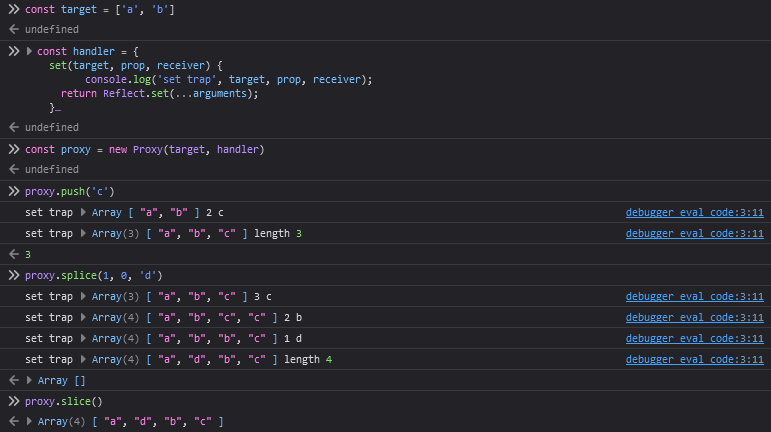 ≫ const target = ['a', 'b']
← undefined
≫ ▶ const handler = {
set(target, prop, receiver) {
console.log('set trap', target, prop, receiver);
return Reflect.set(...arguments);
}…
← undefined
≫ const proxy = new Proxy(target, handler)
← undefined
≫ proxy.push('c')
set trap ▶ Array [ "a", "b" ] 2 c debugger eval code:3:11
set trap ▶ Array(3) [ "a", "b", "c" ] length 3 debugger eval code:3:11
← 3
≫ proxy.splice(1, 0, 'd')
set trap ▶ Array(3) [ "a", "b", "c" ] 3 c debugger eval code:3:11
set trap ▶ Array(4) [ "a", "b", "c", "c" ] 2 b debugger eval code:3:11
set trap ▶ Array(4) [ "a", "b", "b", "c" ] 1 d debugger eval code:3:11
set trap ▶ Array(4) [ "a", "d", "b", "c" ] length 4 debugger eval code:3:11
← ▶ Array []
≫ proxy.slice()
← ▶ Array(4) [ "a", "d", "b", "c" ]